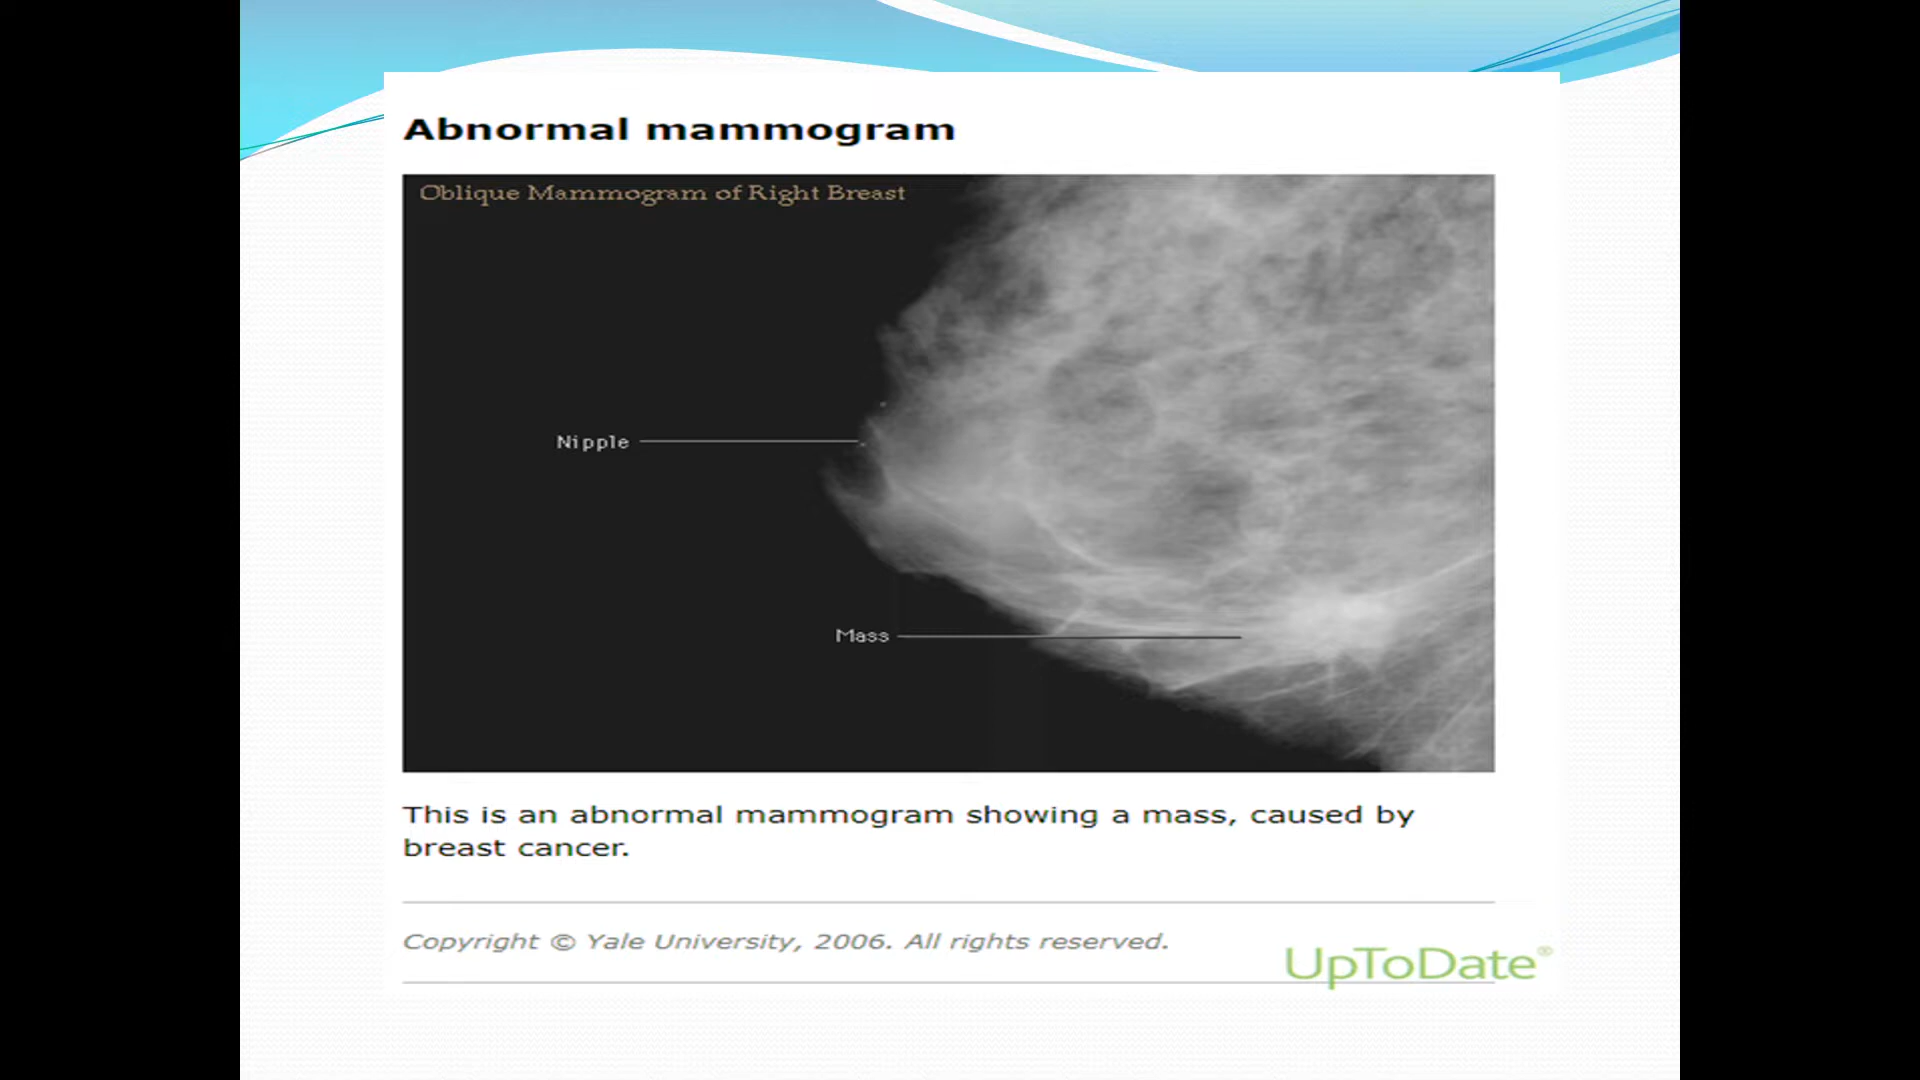 Abnormal mammogram
Oblique Mammogram of Right Breast
Nipple
Mass
This is an abnormal mammogram showing a mass, caused by
breast cancer.
Copyright © Yale University, 2006. All rights reserved.
UpToDate®